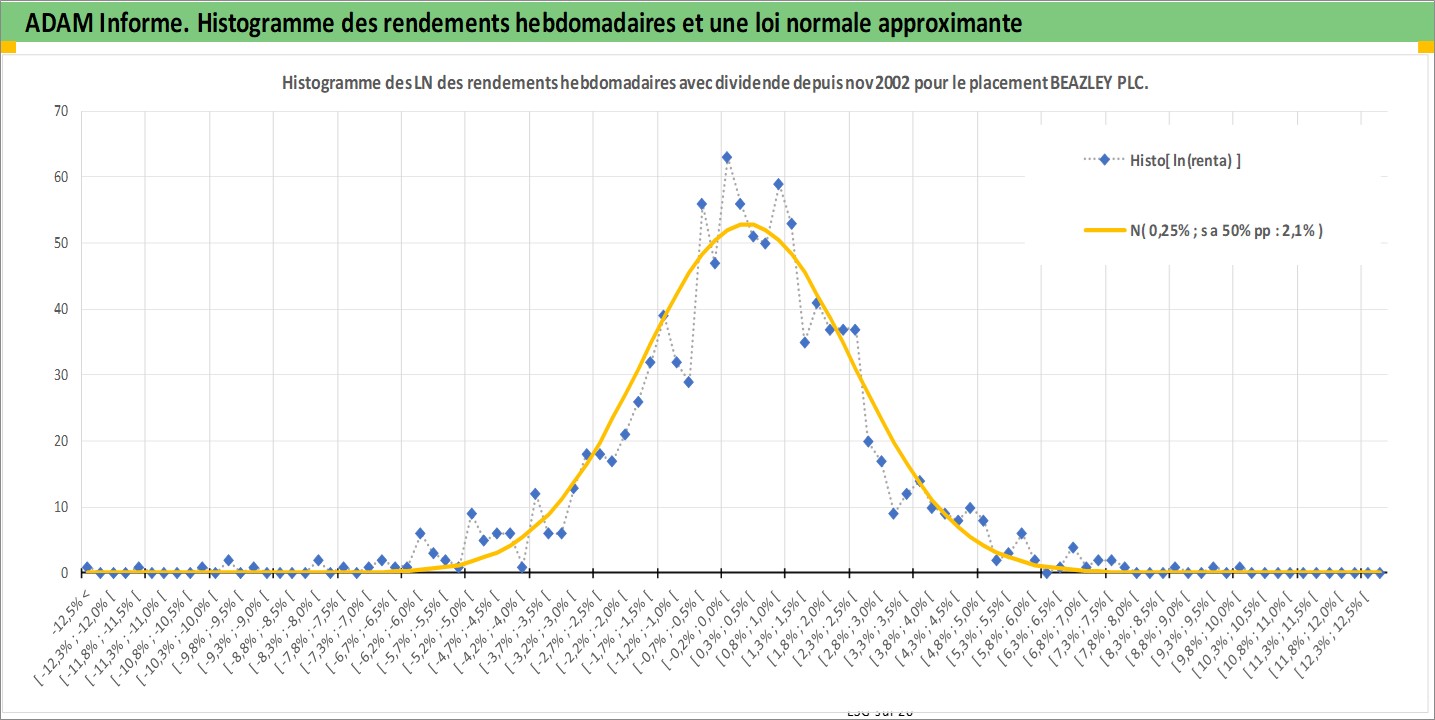 ADAM Informe. Histogramme des rendements hebdomadaires et une loi normale approximante
Histogramme des LN des rendements hebdomadaires avec dividende depuis nov 2002 pour le placement BEAZLEY PLC.
70
60
50
40
30
20
10
0
Histo[ ln(renta) ]
N( 0,25% ; s a 50% pp : 2,1% )
-12,5% <
[ -12,3% ; -12,0% [
[ -11,8% ; -11,5% [
[ -11,3% ; -11,0% [
[ -10,8% ; -10,5% [
[ -10,3% ; -10,0% [
[ -9,8% ; -9,5% [
[ -9,3% ; -9,0% [
[ -8,8% ; -8,5% [
[ -8,3% ; -8,0% [
[ -7,8% ; -7,5% [
[ -7,3% ; -7,0% [
[ -6,7% ; -6,5% [
[ -6,2% ; -6,0% [
[ -5,7% ; -5,5% [
[ -5,2% ; -5,0% [
[ -4,7% ; -4,5% [
[ -4,2% ; -4,0% [
[ -3,7% ; -3,5% [
[ -3,2% ; -3,0% [
[ -2,7% ; -2,5% [
[ -2,2% ; -2,0% [
[ -1,7% ; -1,5% [
[ -1,2% ; -1,0% [
[ -0,7% ; -0,5% [
[ -0,2% ; 0,0% [
[ 0,3% ; 0,5% [
[ 0,8% ; 1,0% [
[ 1,3% ; 1,5% [
[ 1,8% ; 2,0% [
[ 2,3% ; 2,5% [
[ 2,8% ; 3,0% [
[ 3,3% ; 3,5% [
[ 3,8% ; 4,0% [
[ 4,3% ; 4,5% [
[ 4,8% ; 5,0% [
[ 5,3% ; 5,5% [
[ 5,8% ; 6,0% [
[ 6,3% ; 6,5% [
[ 6,8% ; 7,0% [
[ 7,3% ; 7,5% [
[ 7,8% ; 8,0% [
[ 8,3% ; 8,5% [
[ 8,8% ; 9,0% [
[ 9,3% ; 9,5% [
[ 9,8% ; 10,0% [
[ 10,3% ; 10,5% [
[ 10,8% ; 11,0% [
[ 11,3% ; 11,5% [
[ 11,8% ; 12,0% [
[ 12,3% ; 12,5% [